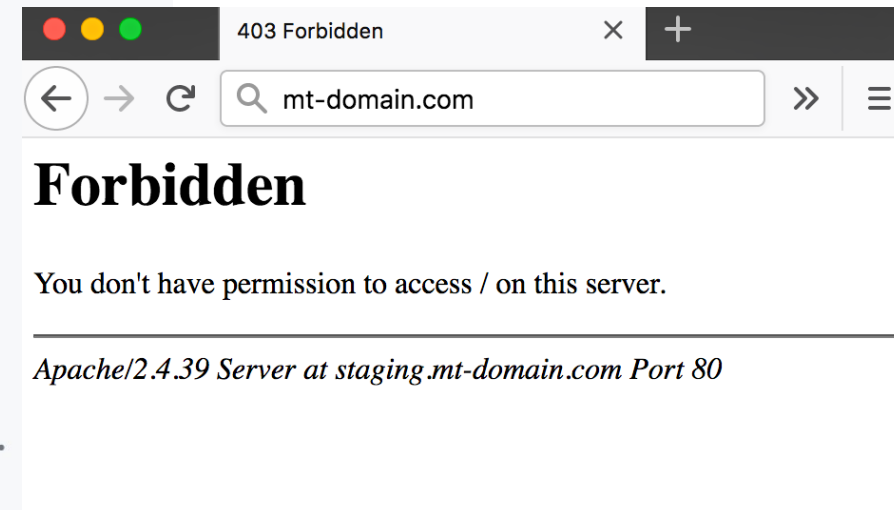 403 Forbidden
mt-domain.com
Forbidden
You don't have permission to access / on this server.
Apache/2.4.39 Server at staging.mt-domain.com Port 80